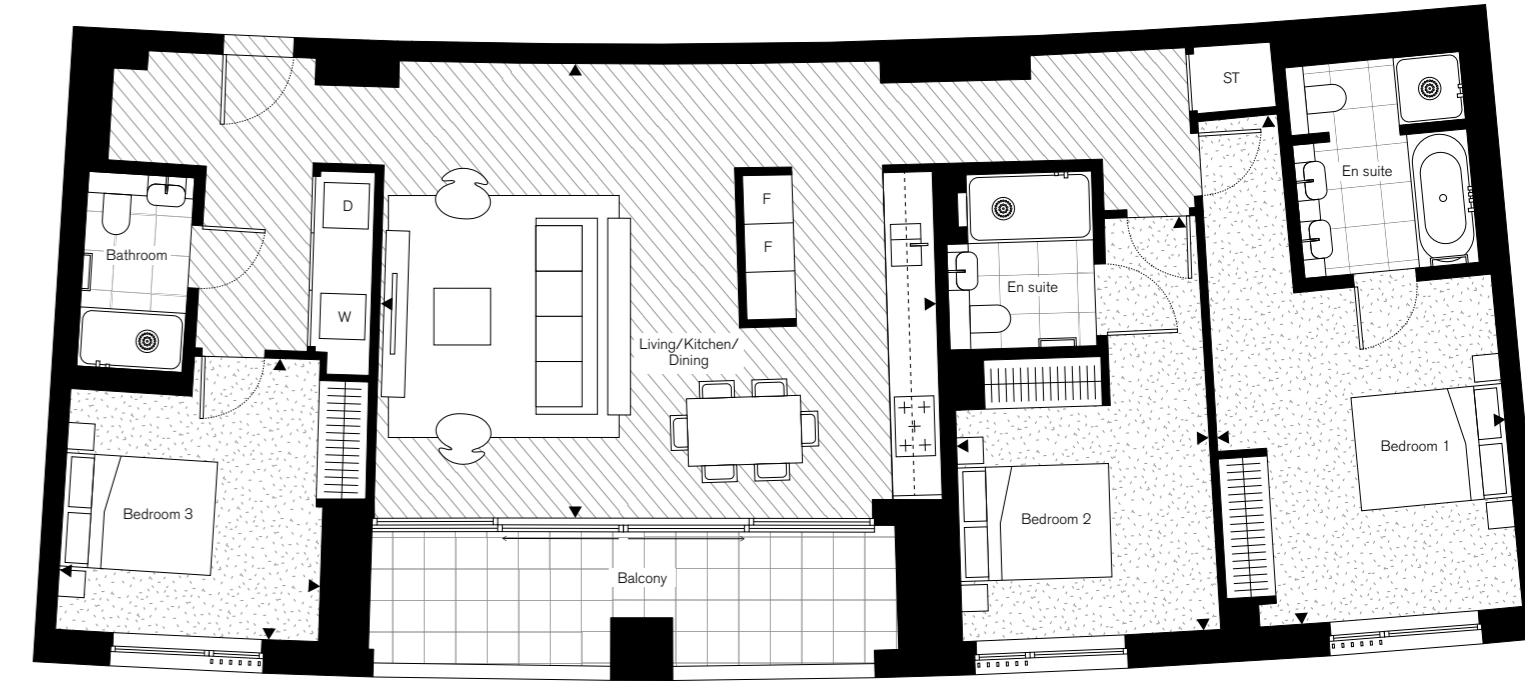 ST
En suite
D
F
Bathroom
F
En suite
W
Living/Kitchen/
Dining
Bedroom 1
Bedroom 3
Bedroom 2
Balcony